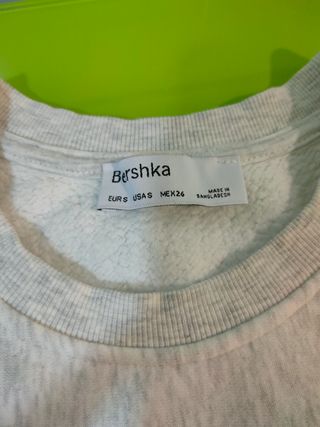 Bershka
EUR S USA S MEX 26 MADE IN
BANGLADESH